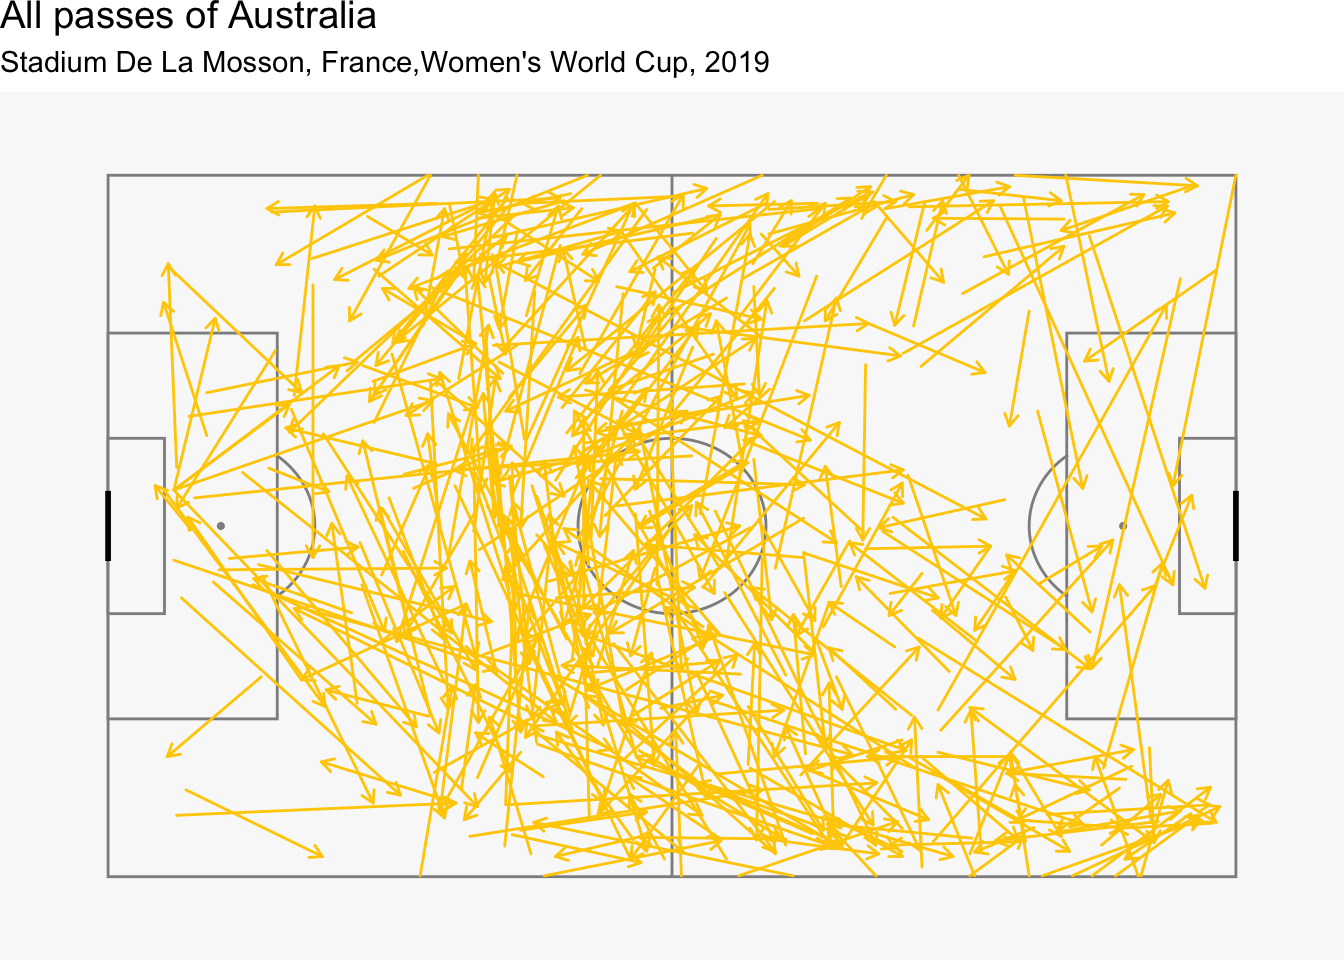 All passes of Australia
Stadium De La Mosson, France,Women's World Cup, 2019